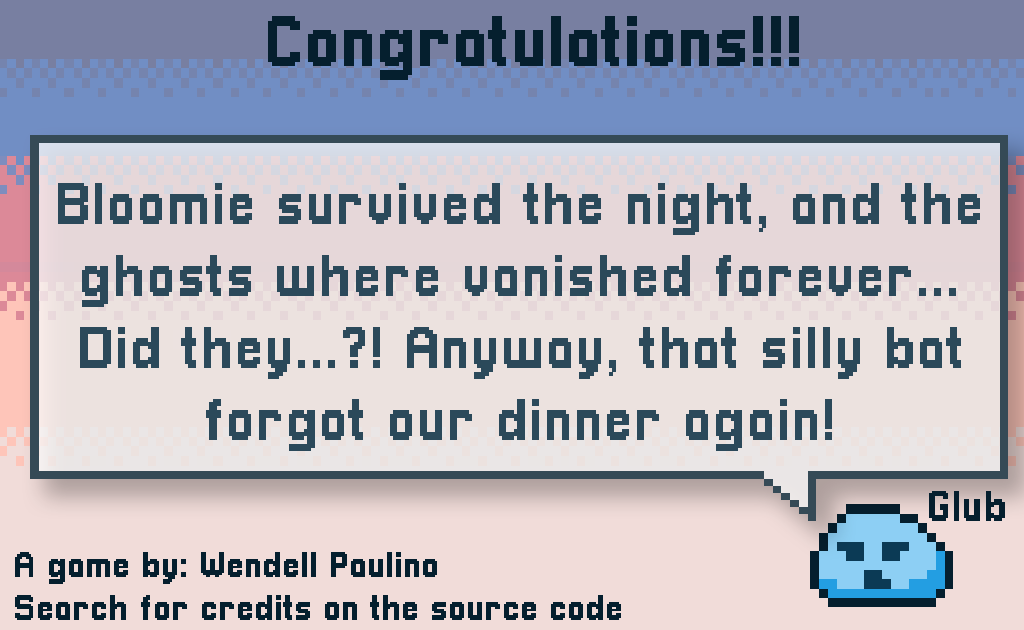 Congratulations!!!
Bloomie survived the night, and the
ghosts where vanished forever...
Did they...?! Anyway, that silly bat
forgot our dinner again!
Glub
A game by: Wendell Paulino
Search for credits on the source code